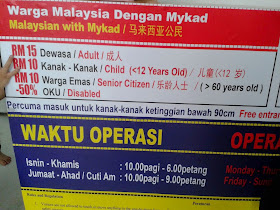 Warga Malaysia Dengan Mykad
Malaysian with Mykad / 马来西亚公民
RM 15 Dewasa / Adult / 成人
RM 10 Kanak - Kanak / Child (<12 Years Old) / 儿童 (<12 岁)
RM 10 Warga Emas / Senior Citizen / 乐龄人士 / ( > 60 years old )
-50% OKU / Disabled
Percuma masuk untuk kanak-kanak ketinggian bawah 90cm Free entran
WAKTU OPERASI OPERA
Isnin - Khamis : 10.00pagi - 6.00petang Monday - Thu
Jumaat - Ahad / Cuti Am : 10.00pagi - 9.00petang Friday - Sun